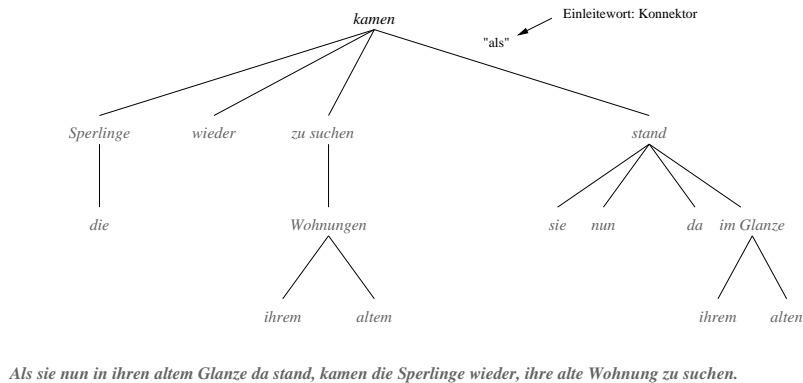 kamen
Einleitewort: Konnektor
"als"
Sperlinge wieder zu suchen stand
die Wohnungen sie nun da im Glanze
ihrem altem ihrem alten
Als sie nun in ihren altem Glanze da stand, kamen die Sperlinge wieder, ihre alte Wohnung zu suchen.